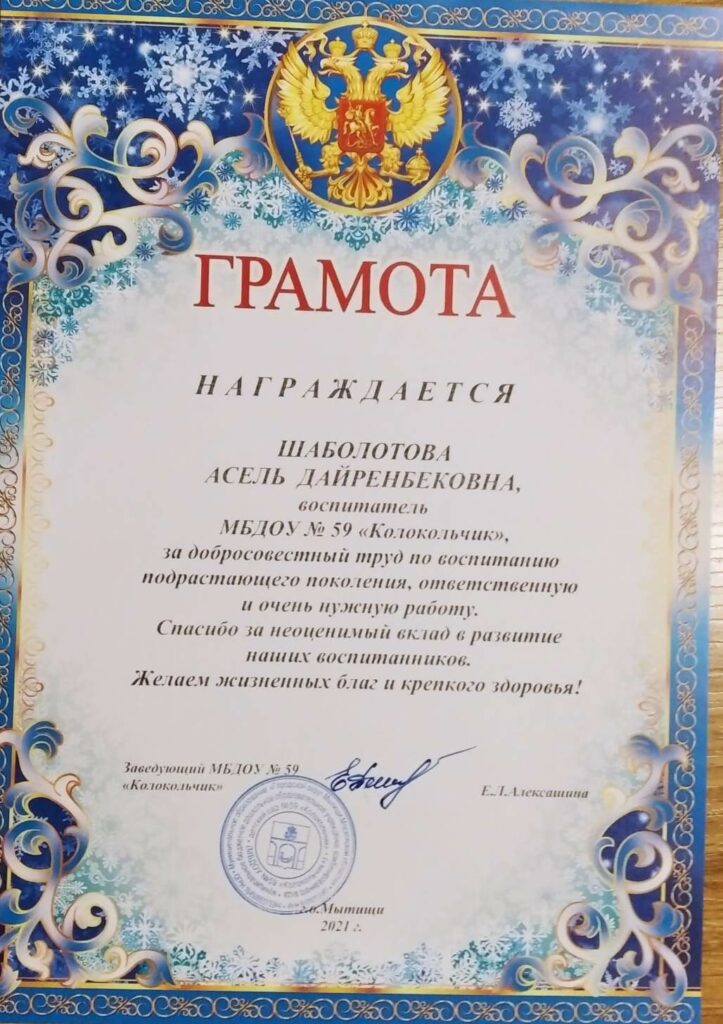 ГРАМОТА
НАГРАЖДАЕТСЯ
ШАБОЛОТОВА
АСЕЛЬ ДАЙРЕНБЕКОВНА,
воспитатель
МБДОУ № 59 «Колокольчик»,
за добросовестный труд по воспитанию
подрастающего поколения, ответственную
и очень нужную работу.
Спасибо за неоценимый вклад в развитие
наших воспитанников.
Желаем жизненных благ и крепкого здоровья!
Заведующий МБДОУ № 59
«Колокольчик»
Е.Л.Алексашина
г.о.Мытищи
2021 г.